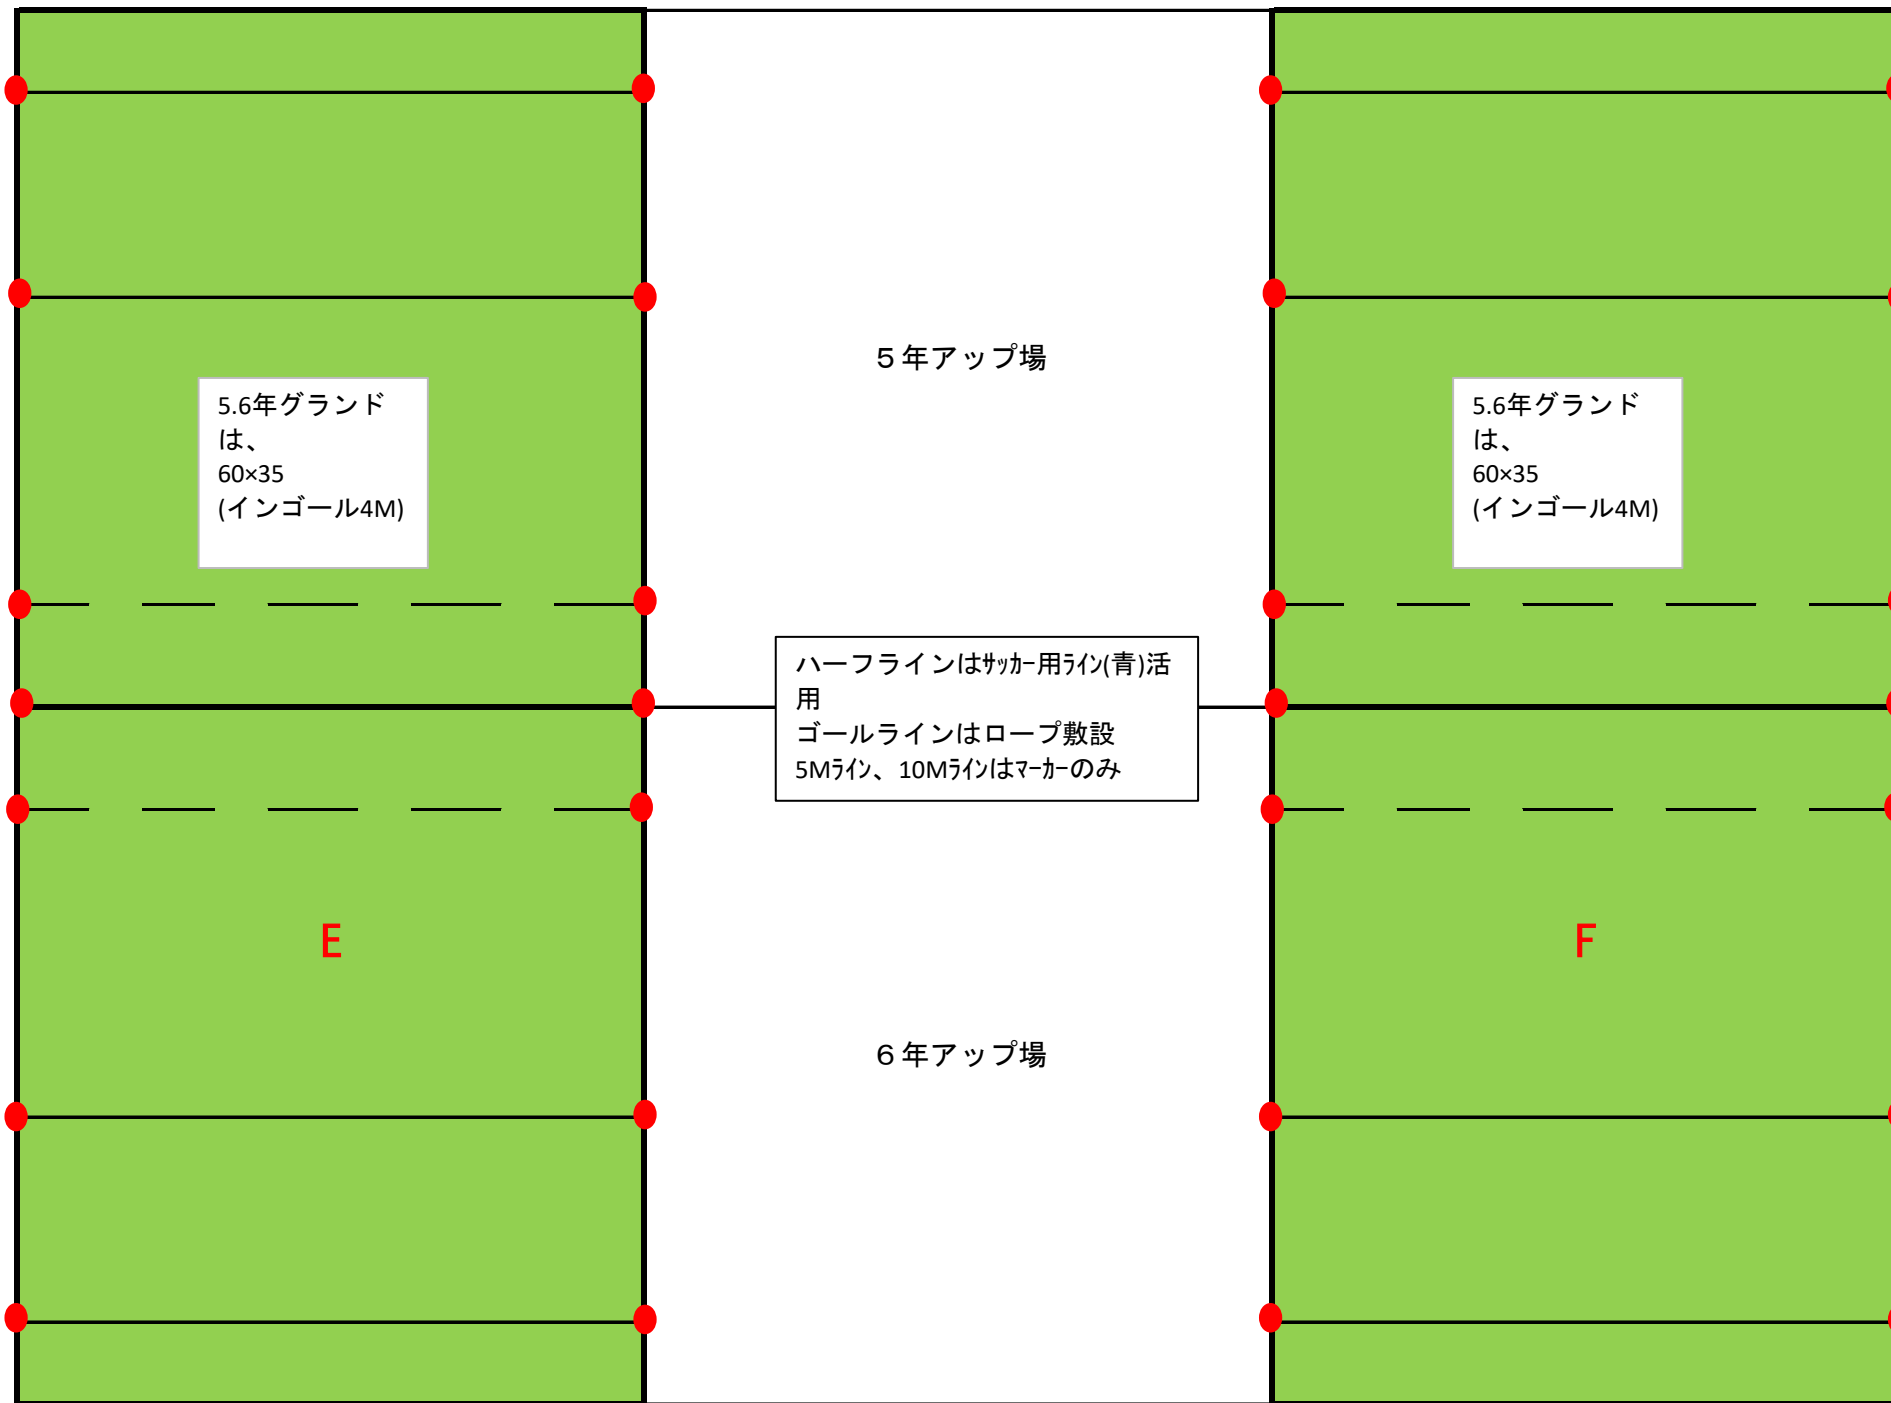 ５年アップ場
5.6年グランド
は、
60×35
(インゴール4M)
5.6年グランド
は、
60×35
(インゴール4M)
ハーフラインはｻｯｶｰ用ﾗｲﾝ(青)活
用
ゴールラインはロープ敷設
5Mﾗｲﾝ、10Mﾗｲﾝはﾏｰｶｰのみ
E
F
６年アップ場